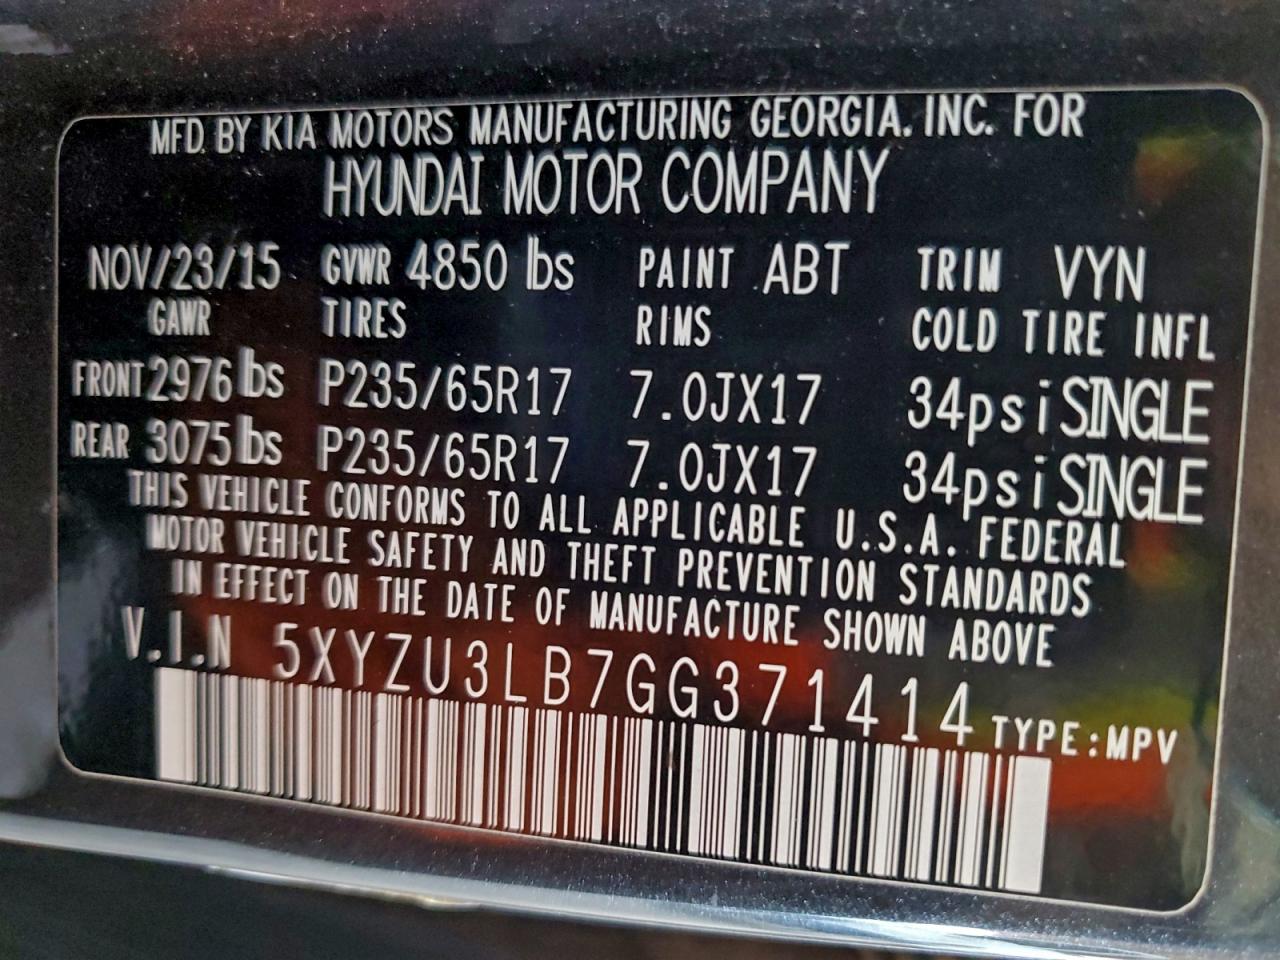 MFD. BY KIA MOTORS MANUFACTURING GEORGIA. INC. FOR
HYUNDAI MOTOR COMPANY
NOV/23/15 GVWR 4850 lbs PAINT ABT TRIM VYN
GAWR TIRES RIMS COLD TIRE INFL
FRONT 2976 lbs P235/65R17 7.0JX17 34psi SINGLE
REAR 3075 lbs P235/65R17 7.0JX17 34psi SINGLE
THIS VEHICLE CONFORMS TO ALL APPLICABLE U.S.A. FEDERAL
MOTOR VEHICLE SAFETY AND THEFT PREVENTION STANDARDS
IN EFFECT ON THE DATE OF MANUFACTURE SHOWN ABOVE
V.I.N 5XYZU3LB7GG371414 TYPE:MPV